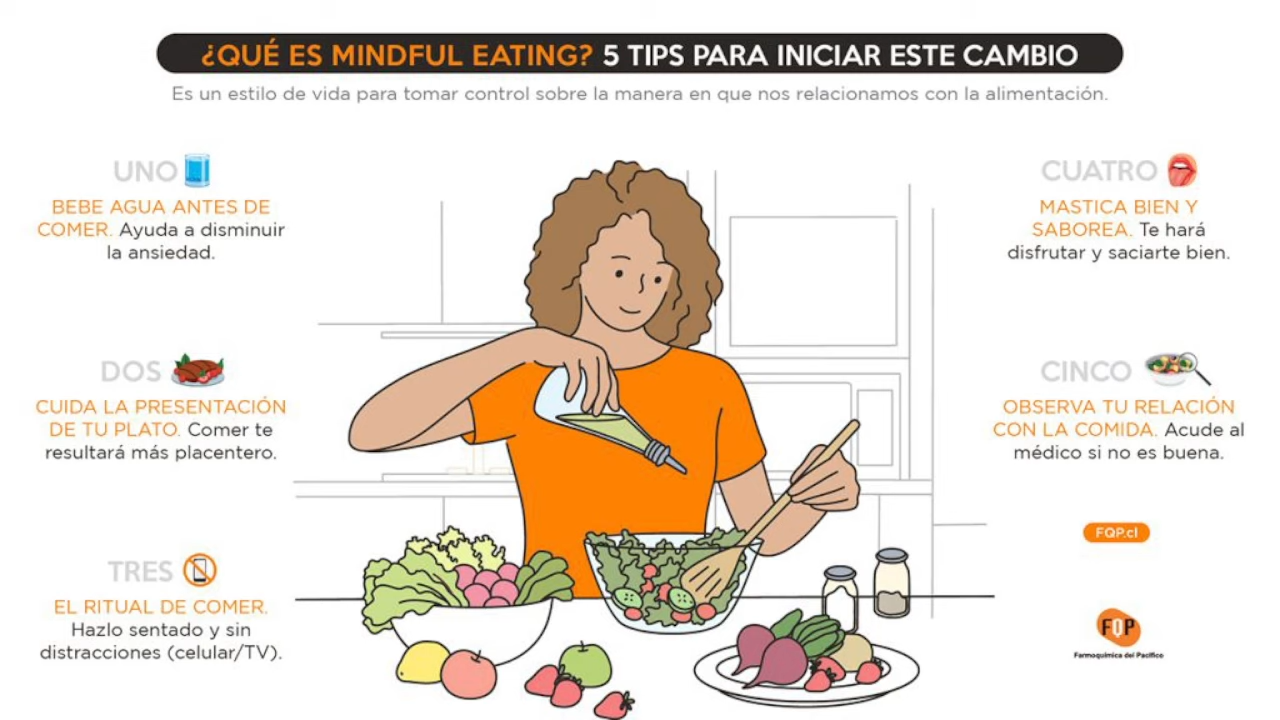 ¿QUÉ ES MINDFUL EATING? 5 TIPS PARA INICIAR ESTE CAMBIO
Es un estilo de vida para tomar control sobre la manera en que nos relacionamos con la alimentación.
UNO
BEBE AGUA ANTES DE
COMER. Ayuda a disminuir
la ansiedad.
DOS
CUIDA LA PRESENTACIÓN
DE TU PLATO. Comer te
resultará más placentero.
TRES
EL RITUAL DE COMER.
Hazlo sentado y sin
distracciones (celular/TV).
CUATRO
MASTICA BIEN Y
SABOREA. Te hará
disfrutar y saciarte bien.
CINCO
OBSERVA TU RELACIÓN
CON LA COMIDA. Acude al
médico si no es buena.
FQP.cl
FQP
Farmoquímica del Pacífico